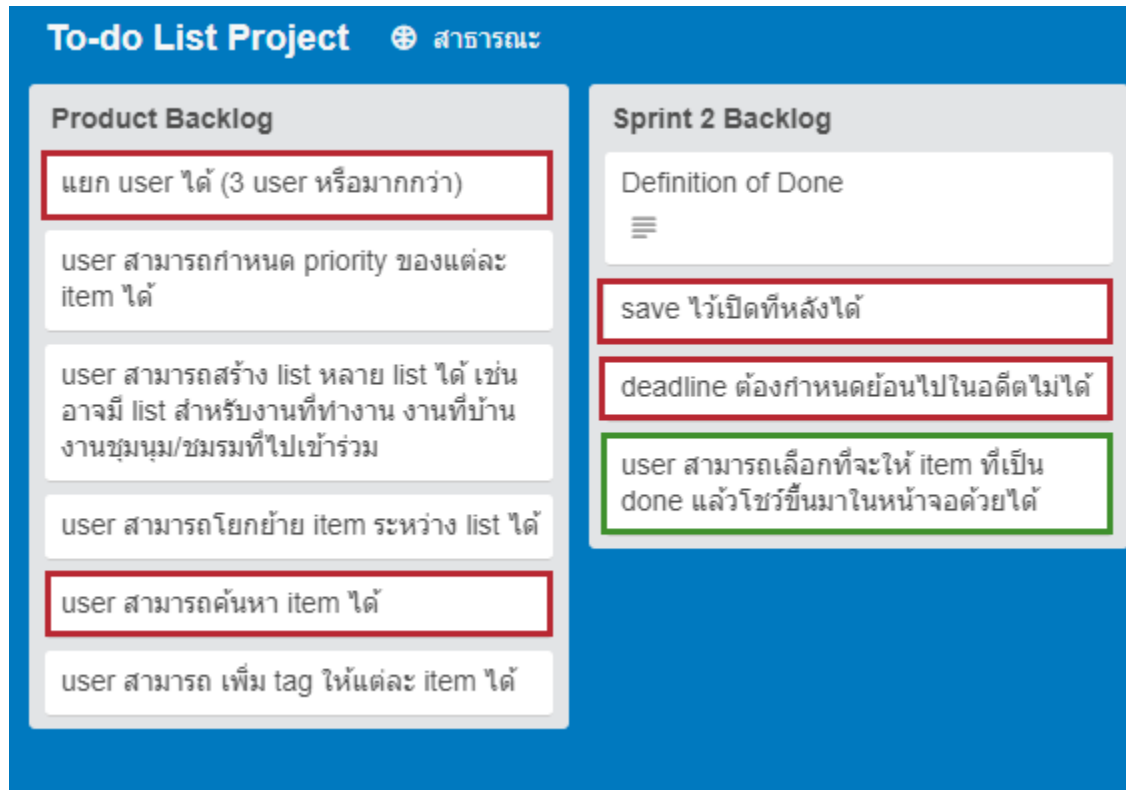 To-do List Project สาธารณะ
Product Backlog
แยก user ได้ (3 user หรือมากกว่า)
user สามารถกำหนด priority ของแต่ละ
item ได้
user สามารถสร้าง list หลาย list ได้ เช่น
อาจมี list สำหรับงานที่ทำงาน งานที่บ้าน
งานชุมนุม/ชมรมที่ไปเข้าร่วม
user สามารถโยกย้าย item ระหว่าง list ได้
user สามารถค้นหา item ได้
user สามารถ เพิ่ม tag ให้แต่ละ item ได้
Sprint 2 Backlog
Definition of Done
save ไว้เปิดทีหลังได้
deadline ต้องกำหนดย้อนไปในอดีตไม่ได้
user สามารถเลือกที่จะให้ item ที่เป็น
done แล้วโชว์ขึ้นมาในหน้าจอด้วยได้